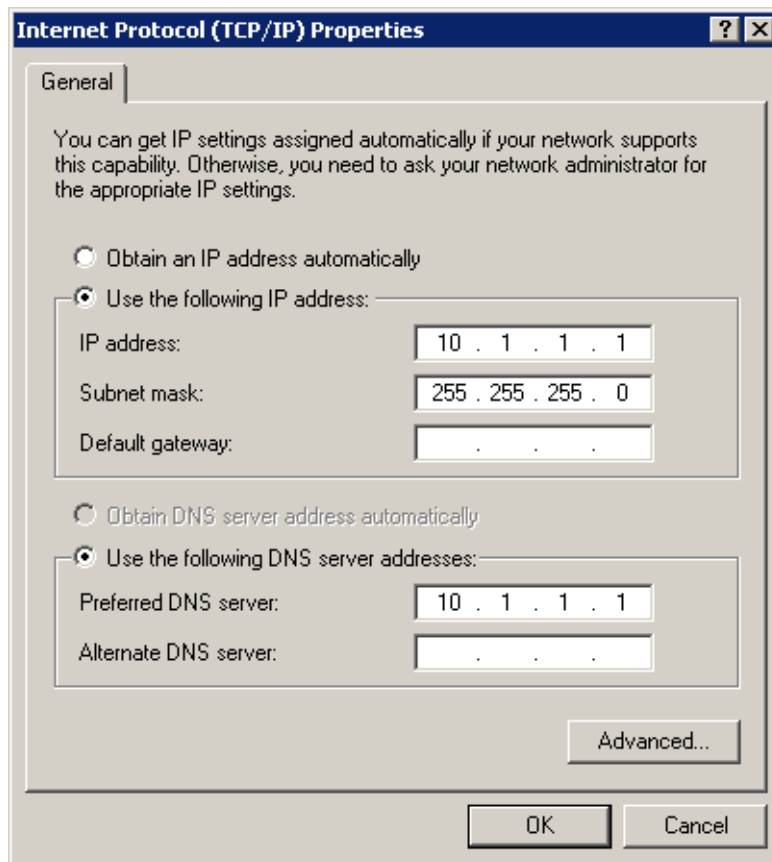 Internet Protocol (TCP/IP) Properties
General
You can get IP settings assigned automatically if your network supports
this capability. Otherwise, you need to ask your network administrator for
the appropriate IP settings.
Obtain an IP address automatically
Use the following IP address:
IP address: 10 . 1 . 1 . 1
Subnet mask: 255 . 255 . 255 . 0
Default gateway: . . .
Obtain DNS server address automatically
Use the following DNS server addresses:
Preferred DNS server: 10 . 1 . 1 . 1
Alternate DNS server: . . .
Advanced...
OK Cancel